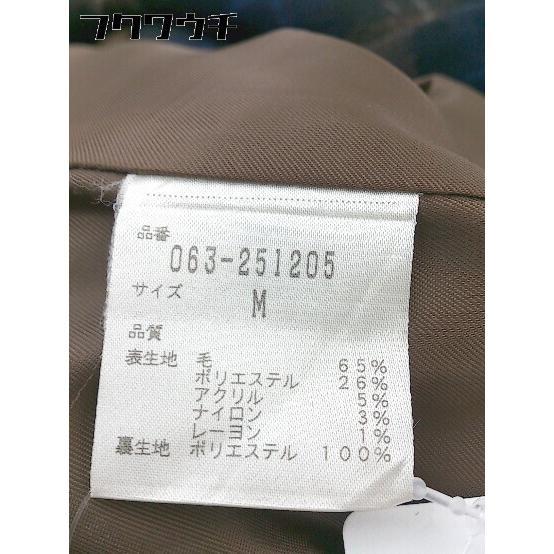 フクワウチ
品番
063-251205
サイズ
M
品質
表生地 毛 65%
ポリエステル 26%
アクリル 5%
ナイロン 3%
レーヨン 1%
裏生地 ポリエステル 100%